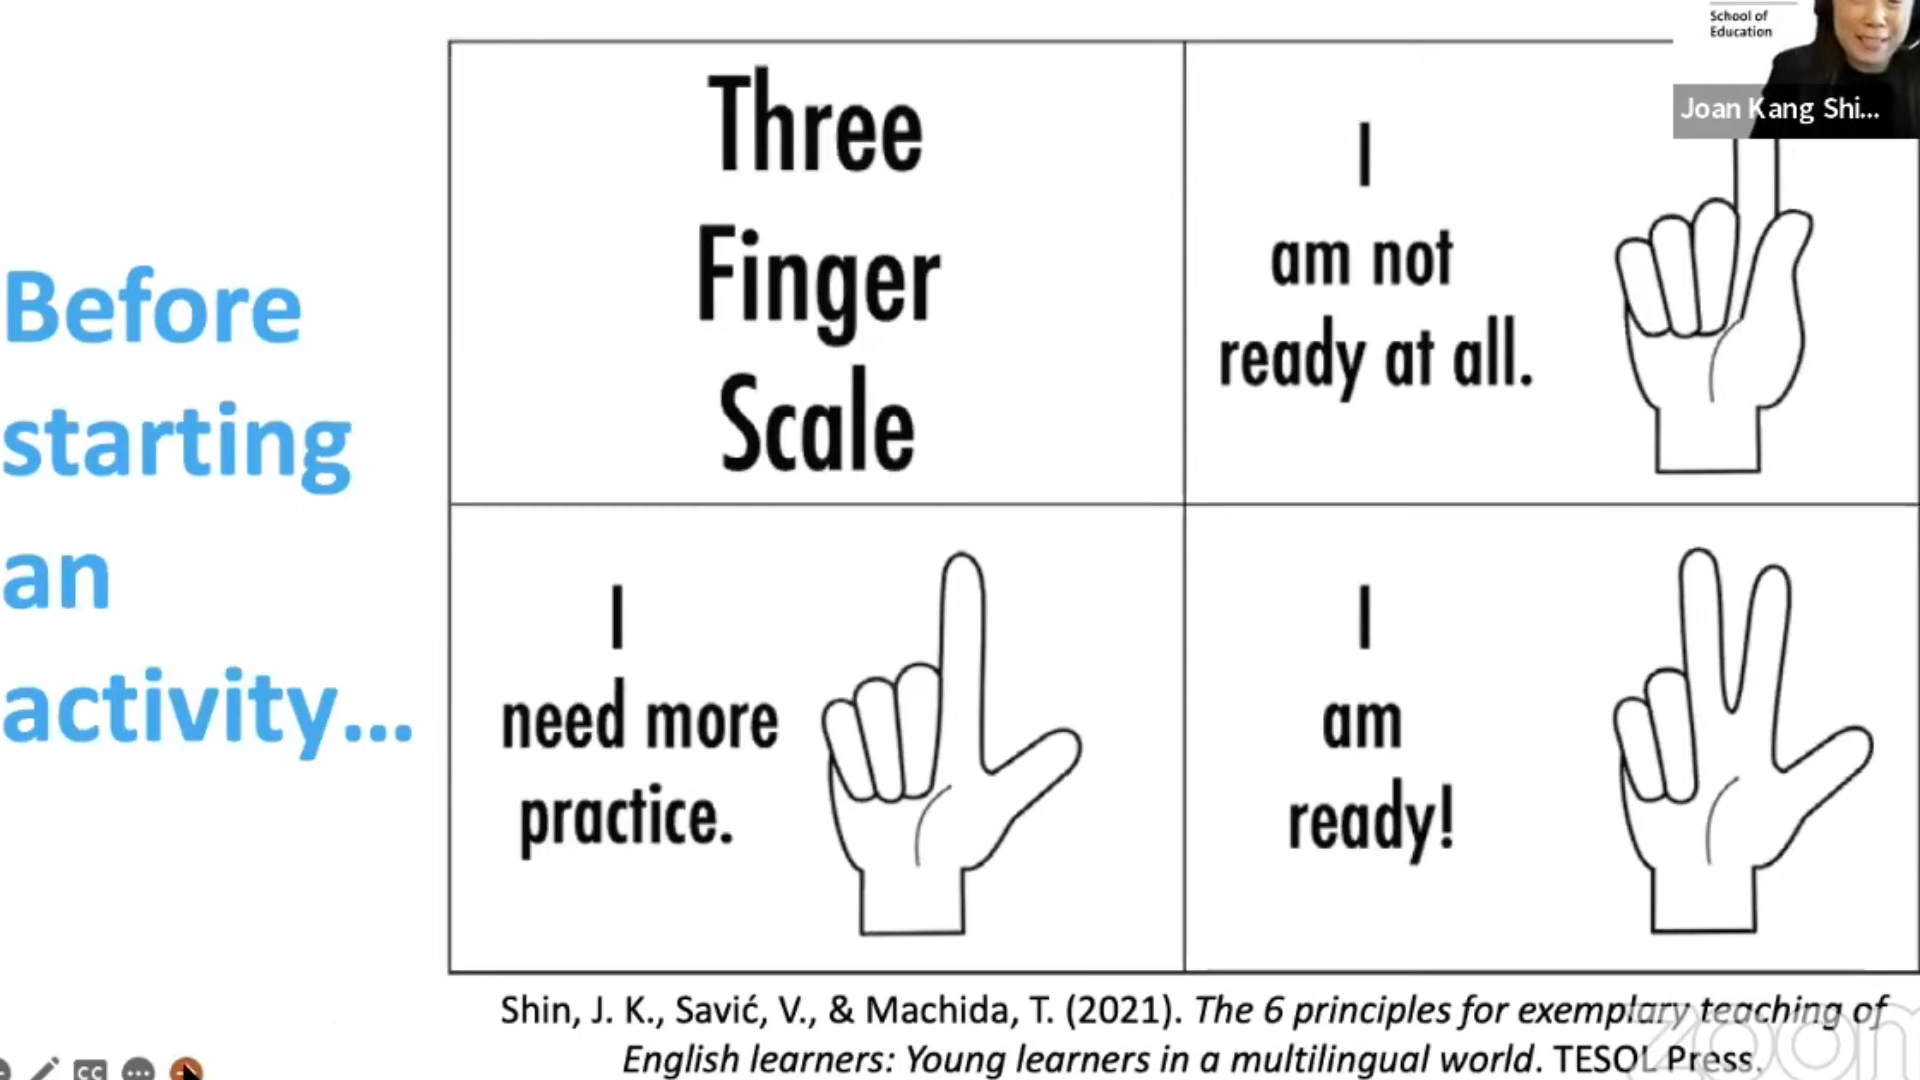 Before
starting
an
activity...
Three
Finger
Scale
I
am not
ready at all.
I
need more
practice.
I
am
ready!
Shin, J. K., Savić, V., & Machida, T. (2021). The 6 principles for exemplary teaching of
English learners: Young learners in a multilingual world. TESOL Press.
School of
Education
Joan Kang Shi...
CC
zoom